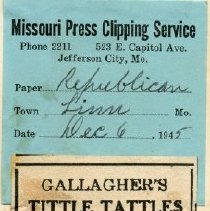 Missouri Press Clipping Service
Phone 2211 523 E. Capitol Ave.
Jefferson City, Mo.
Paper Republican
Town Linn Mo.
Date Dec 6 1945
GALLAGHER'S
TITTLE TATTLES